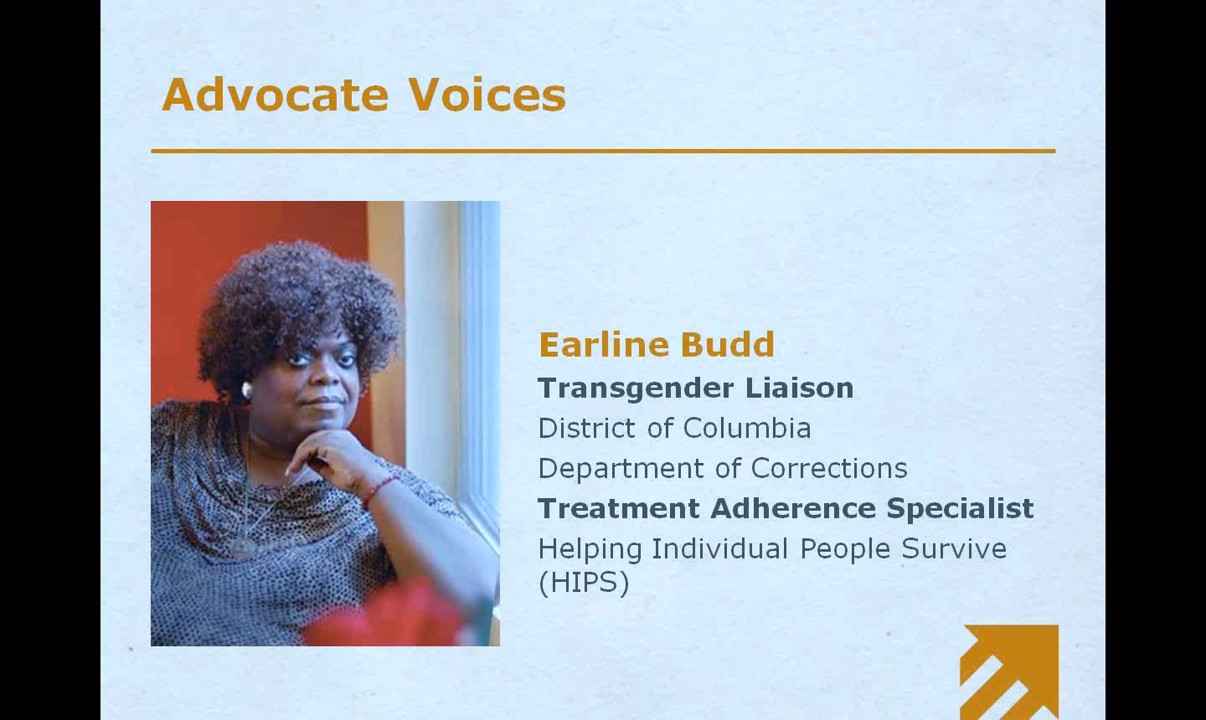 Advocate Voices
Earline Budd
Transgender Liaison
District of Columbia
Department of Corrections
Treatment Adherence Specialist
Helping Individual People Survive
(HIPS)